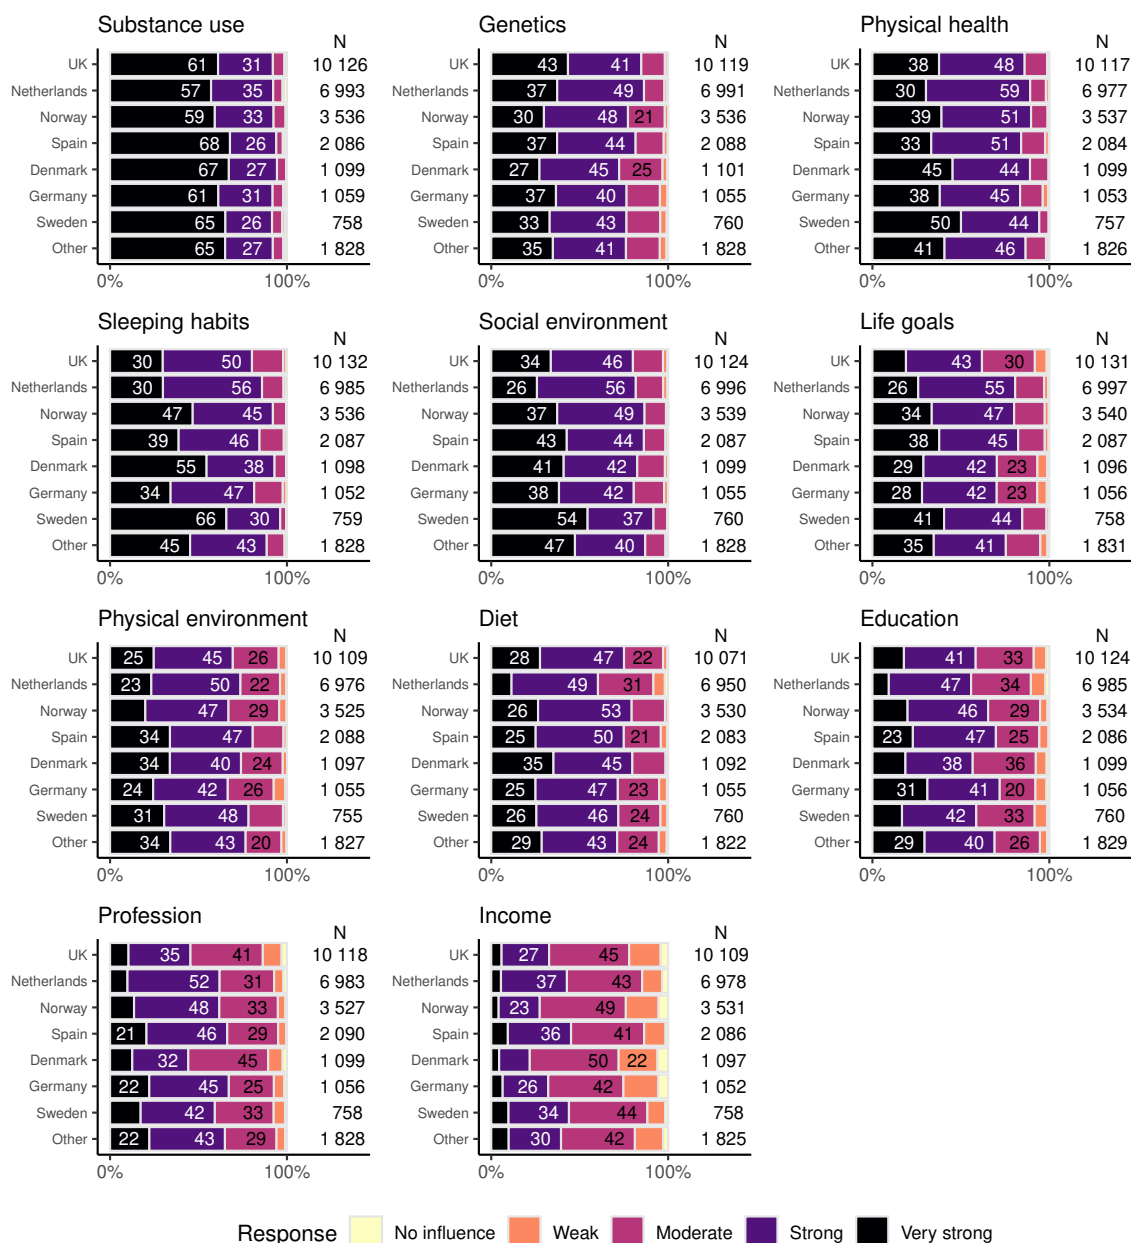 Substance use
N
UK 61 31 10 126
Netherlands 57 35 6 993
Norway 59 33 3 536
Spain 68 26 2 086
Denmark 67 27 1 099
Germany 61 31 1 059
Sweden 65 26 758
Other 65 27 1 828
0% 100%
Genetics
N
UK 43 41 10 119
Netherlands 37 49 6 991
Norway 30 48 21 3 536
Spain 37 44 2 088
Denmark 27 45 25 1 101
Germany 37 40 1 055
Sweden 33 43 760
Other 35 41 1 828
0% 100%
Physical health
N
UK 38 48 10 117
Netherlands 30 59 6 977
Norway 39 51 3 537
Spain 33 51 2 084
Denmark 45 44 1 099
Germany 38 45 1 053
Sweden 50 44 757
Other 41 46 1 826
0% 100%
Sleeping habits
N
UK 30 50 10 132
Netherlands 30 56 6 985
Norway 47 45 3 536
Spain 39 46 2 087
Denmark 55 38 1 098
Germany 34 47 1 052
Sweden 66 30 759
Other 45 43 1 828
0% 100%
Social environment
N
UK 34 46 10 124
Netherlands 26 56 6 996
Norway 37 49 3 539
Spain 43 44 2 087
Denmark 41 42 1 099
Germany 38 42 1 055
Sweden 54 37 760
Other 47 40 1 828
0% 100%
Life goals
N
UK 43 30 10 131
Netherlands 26 55 6 997
Norway 34 47 3 540
Spain 38 45 2 087
Denmark 29 42 23 1 096
Germany 28 42 23 1 056
Sweden 41 44 758
Other 35 41 1 831
0% 100%
Physical environment
N
UK 25 45 26 10 109
Netherlands 23 50 22 6 976
Norway 47 29 3 525
Spain 34 47 2 088
Denmark 34 40 24 1 097
Germany 24 42 26 1 055
Sweden 31 48 755
Other 34 43 20 1 827
0% 100%
Diet
N
UK 28 47 22 10 071
Netherlands 49 31 6 950
Norway 26 53 3 530
Spain 25 50 21 2 083
Denmark 35 45 1 092
Germany 25 47 23 1 055
Sweden 26 46 24 760
Other 29 43 24 1 822
0% 100%
Education
N
UK 41 33 10 124
Netherlands 47 34 6 985
Norway 46 29 3 534
Spain 23 47 25 2 086
Denmark 38 36 1 099
Germany 31 41 20 1 056
Sweden 42 33 760
Other 29 40 26 1 829
0% 100%
Profession
N
UK 35 41 10 118
Netherlands 52 31 6 983
Norway 48 33 3 527
Spain 21 46 29 2 090
Denmark 32 45 1 099
Germany 22 45 25 1 056
Sweden 42 33 758
Other 22 43 29 1 828
0% 100%
Income
N
UK 27 45 10 109
Netherlands 37 43 6 978
Norway 23 49 3 531
Spain 36 41 2 086
Denmark 50 22 1 097
Germany 26 42 1 052
Sweden 34 44 758
Other 30 42 1 825
0% 100%
Response No influence Weak Moderate Strong Very strong